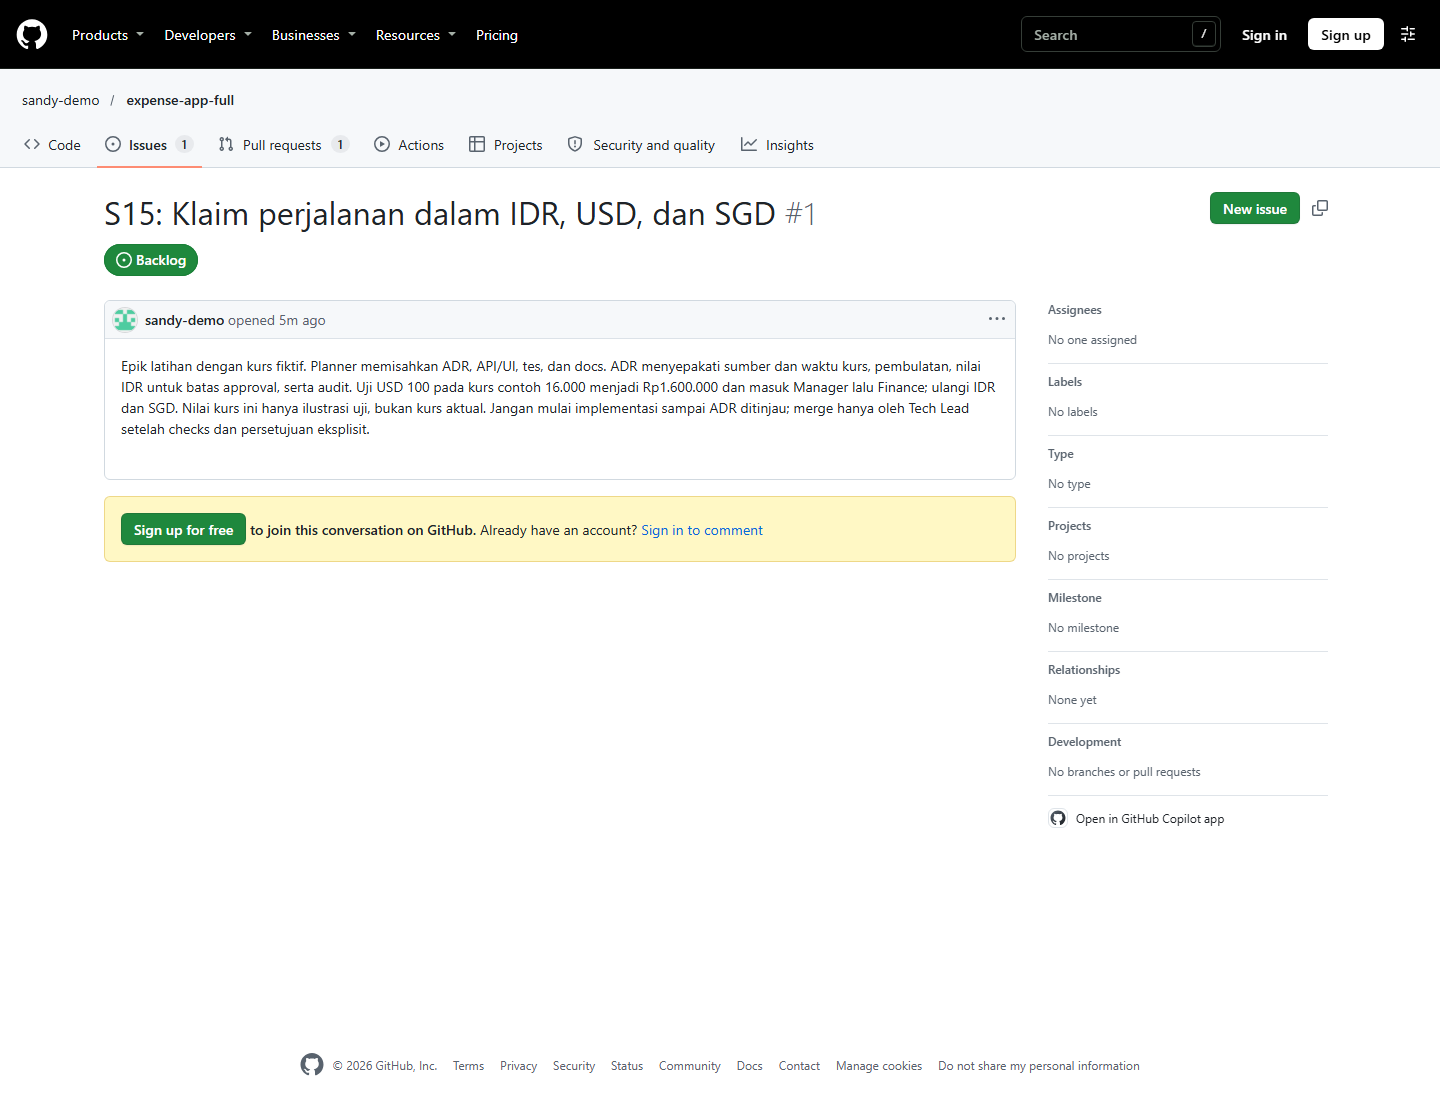 Products Developers Businesses Resources Pricing Search / Sign in Sign up
sandy-demo / expense-app-full
Code Issues 1 Pull requests 1 Actions Projects Security and quality Insights
S15: Klaim perjalanan dalam IDR, USD, dan SGD #1
New issue
Backlog
sandy-demo opened 5m ago
Epik latihan dengan kurs fiktif. Planner memisahkan ADR, API/UI, tes, dan docs. ADR menyepakati sumber dan waktu kurs, pembulatan, nilai
IDR untuk batas approval, serta audit. Uji USD 100 pada kurs contoh 16.000 menjadi Rp1.600.000 dan masuk Manager lalu Finance; ulangi IDR
dan SGD. Nilai kurs ini hanya ilustrasi uji, bukan kurs aktual. Jangan mulai implementasi sampai ADR ditinjau; merge hanya oleh Tech Lead
setelah checks dan persetujuan eksplisit.
Sign up for free to join this conversation on GitHub. Already have an account? Sign in to comment
Assignees
No one assigned
Labels
No labels
Type
No type
Projects
No projects
Milestone
No milestone
Relationships
None yet
Development
No branches or pull requests
Open in GitHub Copilot app
© 2026 GitHub, Inc. Terms Privacy Security Status Community Docs Contact Manage cookies Do not share my personal information